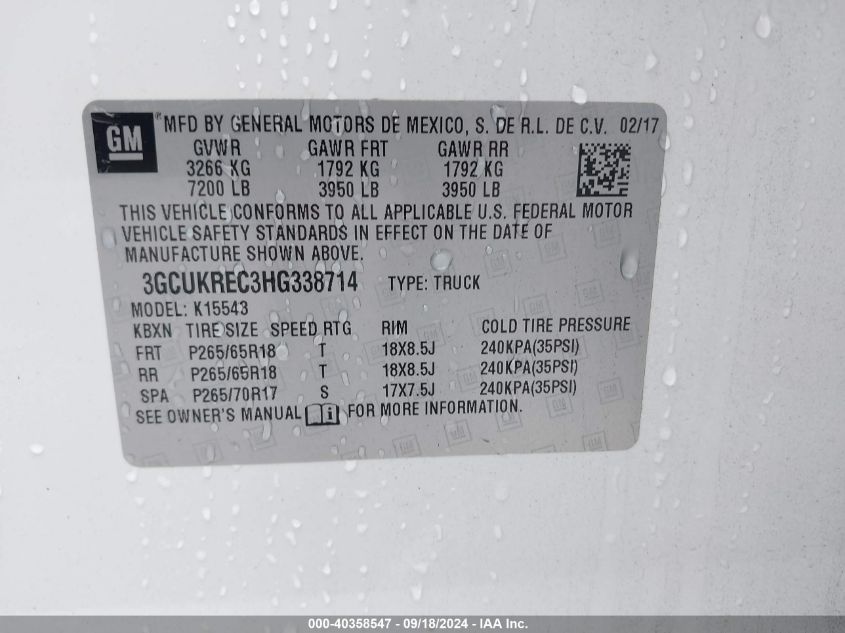 GM
MFD BY GENERAL MOTORS DE MEXICO, S. DE R.L. DE C.V. 02/17
GVWR GAWR FRT GAWR RR
3266 KG 1792 KG 1792 KG
7200 LB 3950 LB 3950 LB
THIS VEHICLE CONFORMS TO ALL APPLICABLE U.S. FEDERAL MOTOR
VEHICLE SAFETY STANDARDS IN EFFECT ON THE DATE OF
MANUFACTURE SHOWN ABOVE.
3GCUKREC3HG338714 TYPE: TRUCK
MODEL: K15543
KBXN TIRE SIZE SPEED RTG RIM COLD TIRE PRESSURE
FRT P265/65R18 T 18X8.5J 240KPA(35PSI)
RR P265/65R18 T 18X8.5J 240KPA(35PSI)
SPA P265/70R17 S 17X7.5J 240KPA(35PSI)
SEE OWNER'S MANUAL FOR MORE INFORMATION.
000-40358547 - 09/18/2024 - IAA Inc.